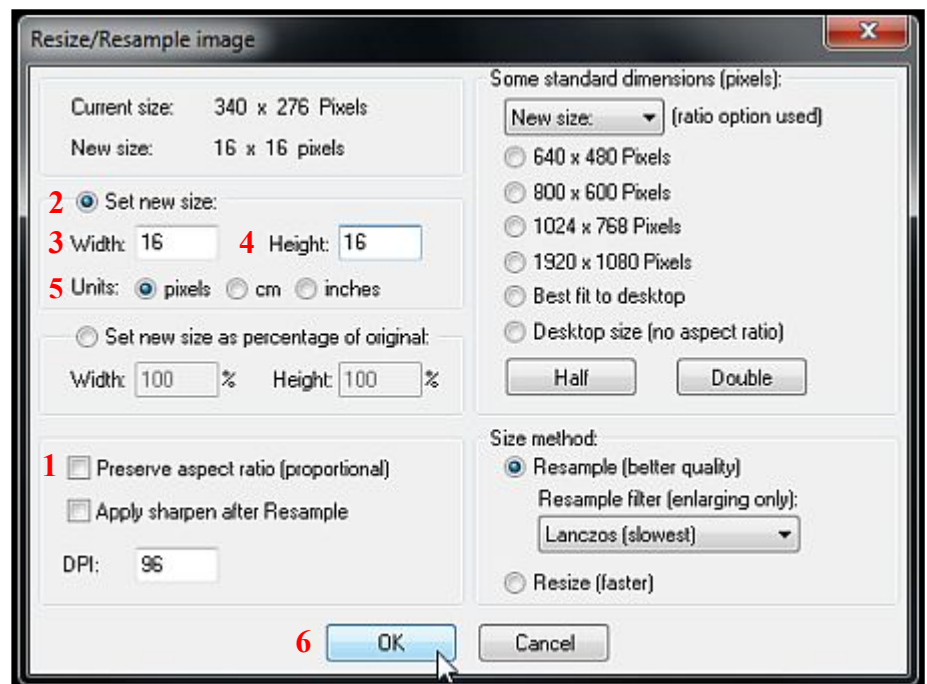 Resize/Resample image
Current size: 340 x 276 Pixels
New size: 16 x 16 pixels
2 Set new size:
3 Width: 16 4 Height: 16
5 Units: pixels cm inches
Set new size as percentage of original:
Width: 100 % Height: 100 %
1 Preserve aspect ratio (proportional)
Apply sharpen after Resample
DPI: 96
Some standard dimensions (pixels):
New size: (ratio option used)
640 x 480 Pixels
800 x 600 Pixels
1024 x 768 Pixels
1920 x 1080 Pixels
Best fit to desktop
Desktop size (no aspect ratio)
Half Double
Size method:
Resample (better quality)
Resample filter (enlarging only):
Lanczos (slowest)
Resize (faster)
6 OK Cancel